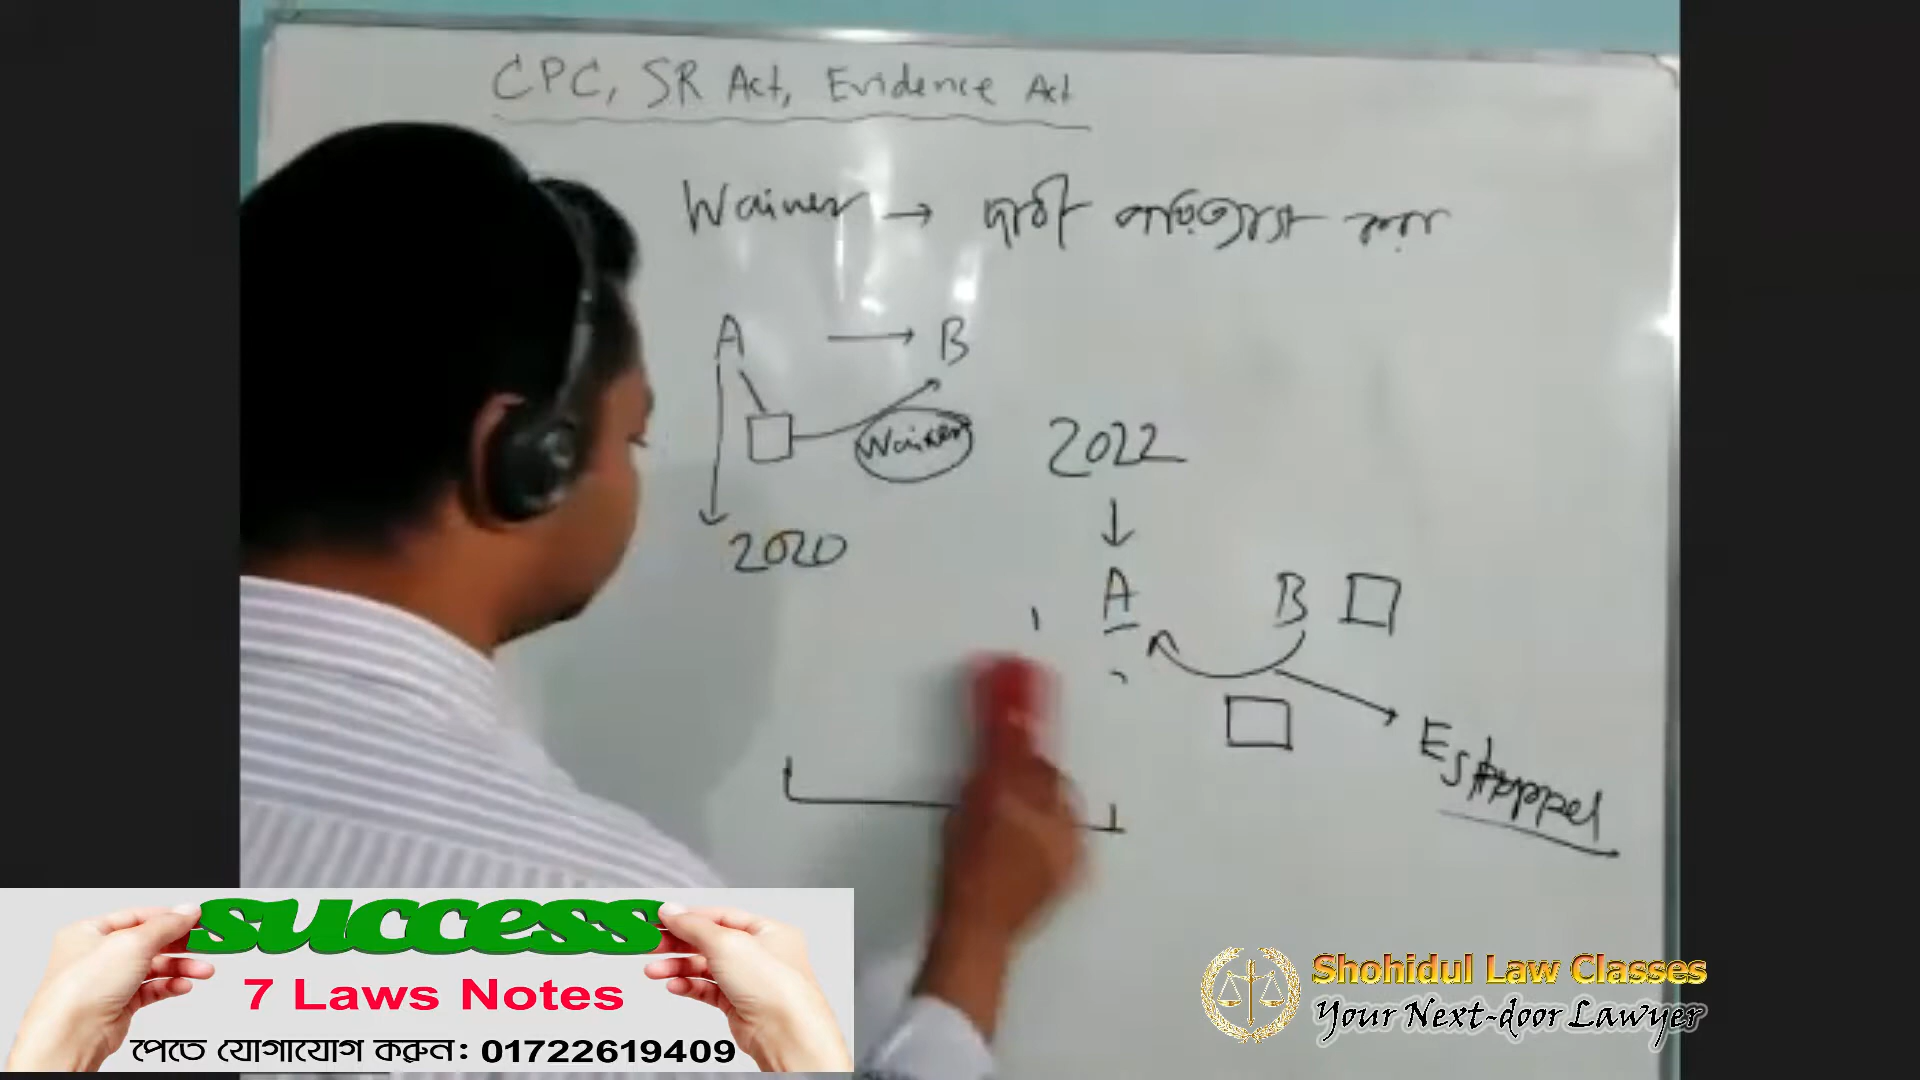 CPC, SR Act, Evidence Act
Waiver → দাবী পরিত্যাগ করা
A → B
Waiver
2022
2020
A B
Estoppel
success
7 Laws Notes
পেতে যোগাযোগ করুন: 01722619409
Shohidul Law Classes
Your Next-door Lawyer